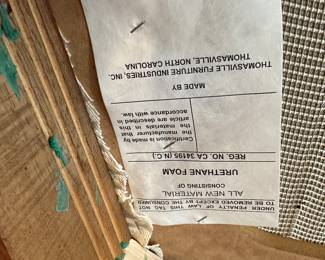 UNDER PENALTY OF LAW THIS TAG NOT
TO BE REMOVED EXCEPT BY THE CONSUMER
ALL NEW MATERIAL
CONSISTING OF
URETHANE FOAM
REG. NO. CA 34195 (N.C.)
Certification is made by
the manufacturer that
the materials in this
article are described in
accordance with law.
MADE BY
THOMASVILLE FURNITURE INDUSTRIES, INC.
THOMASVILLE, NORTH CAROLINA